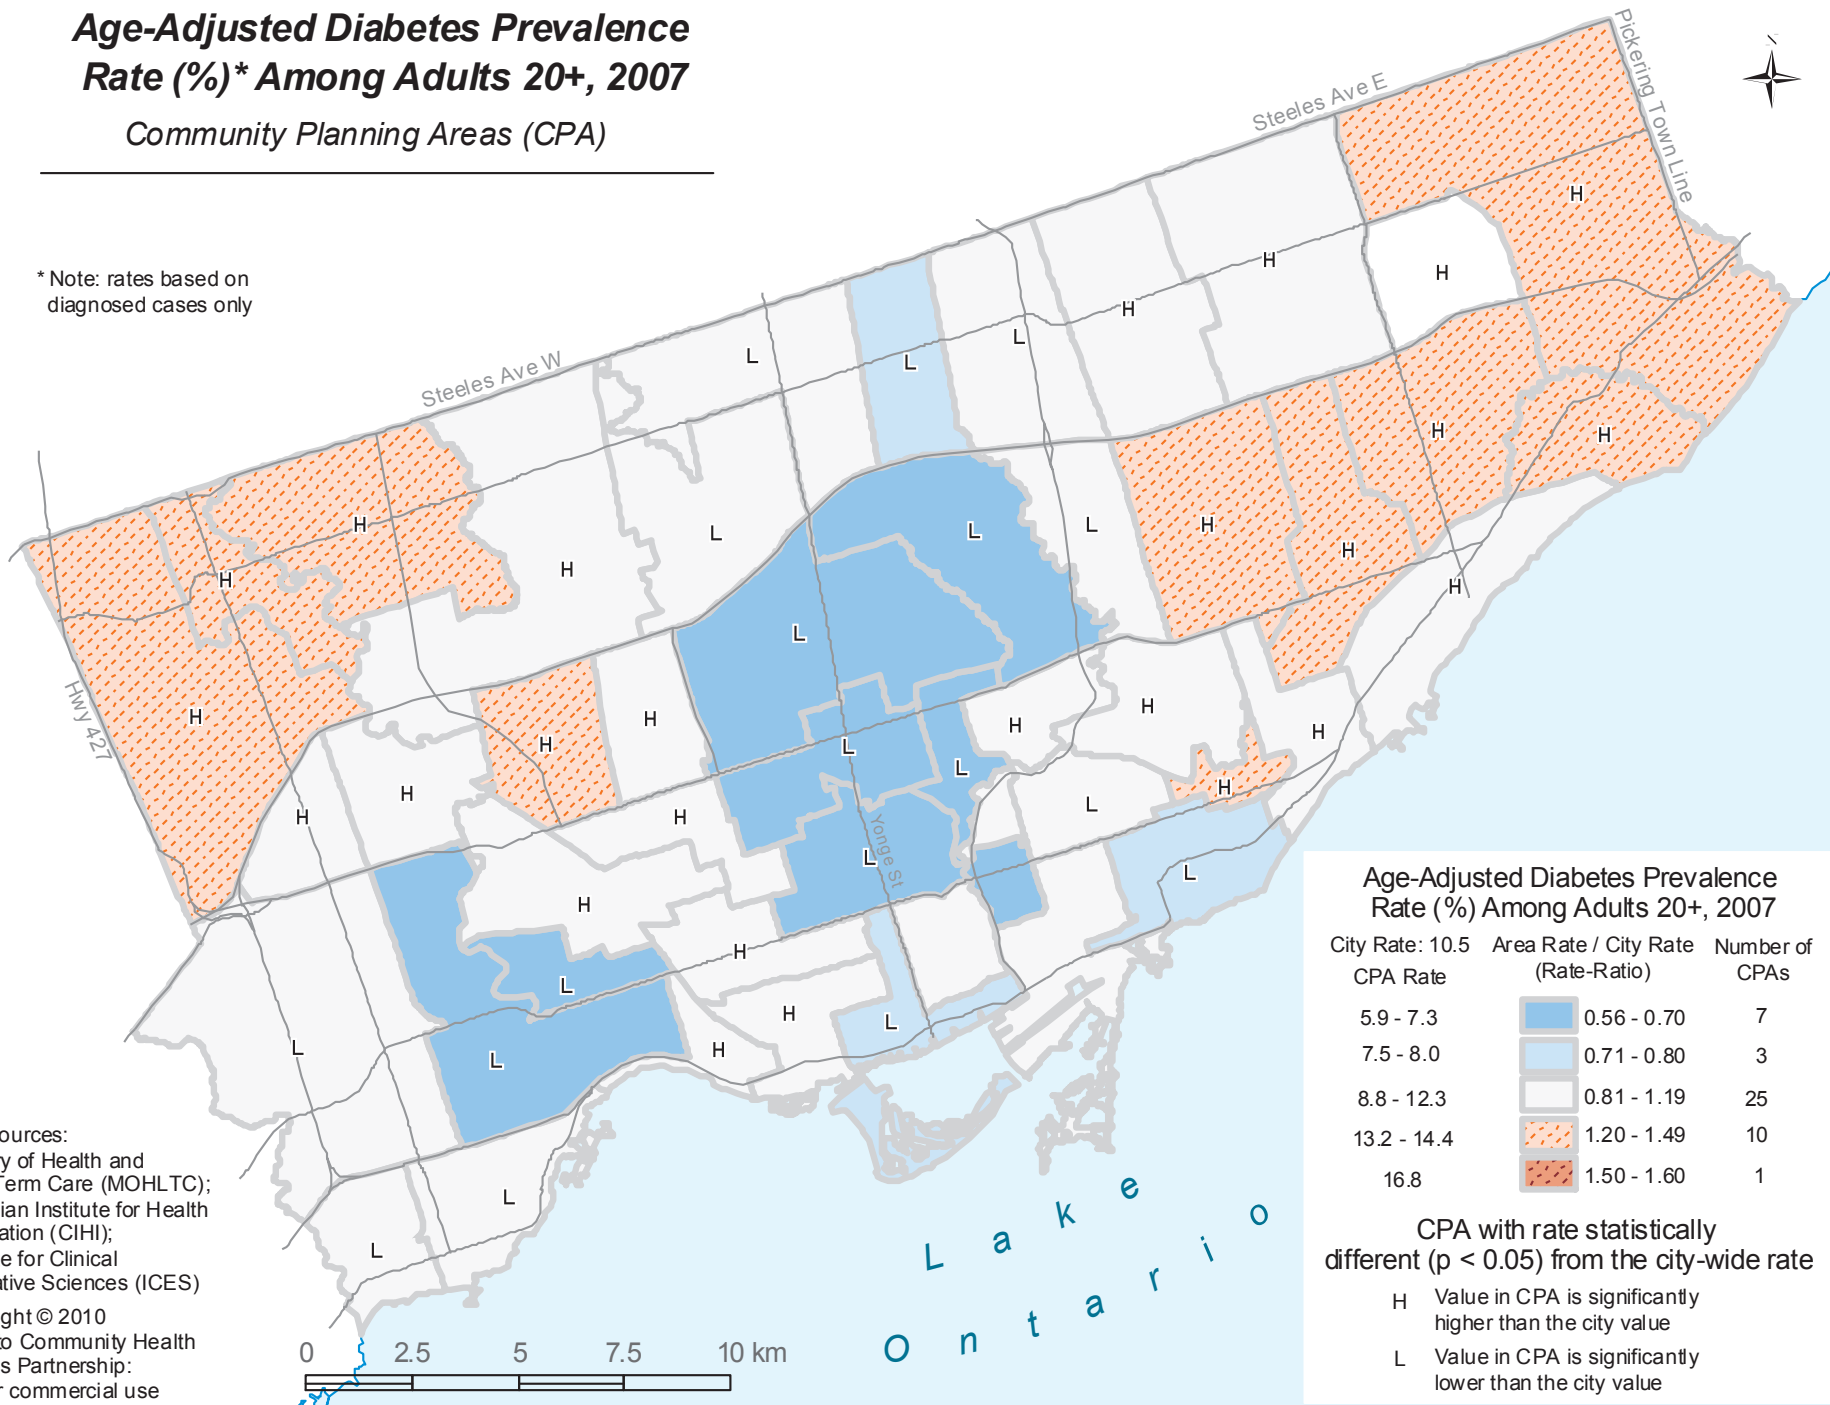 Age-Adjusted Diabetes Prevalence
Rate (%)* Among Adults 20+, 2007
Community Planning Areas (CPA)
* Note: rates based on
diagnosed cases only
N
Steeles Ave E
Pickering Town Line
Steeles Ave W
Hwy 427
Yonge St
H
H
H
H
L
L
L
H
H
L
H
L
L
H
H
H
L
H
H
L
H
H
H
H
H
H
H
L
L
H
H
H
L
H
L
L
H
H
L
H
L
L
H
L
L
L
Lake
Ontario
0 2.5 5 7.5 10 km
ources:
y of Health and
Term Care (MOHLTC);
ian Institute for Health
ation (CIHI);
e for Clinical
ative Sciences (ICES)
ght © 2010
to Community Health
s Partnership:
r commercial use
Age-Adjusted Diabetes Prevalence
Rate (%) Among Adults 20+, 2007
City Rate: 10.5 Area Rate / City Rate Number of
CPA Rate (Rate-Ratio) CPAs
5.9 - 7.3 0.56 - 0.70 7
7.5 - 8.0 0.71 - 0.80 3
8.8 - 12.3 0.81 - 1.19 25
13.2 - 14.4 1.20 - 1.49 10
16.8 1.50 - 1.60 1
CPA with rate statistically
different (p < 0.05) from the city-wide rate
H Value in CPA is significantly
higher than the city value
L Value in CPA is significantly
lower than the city value